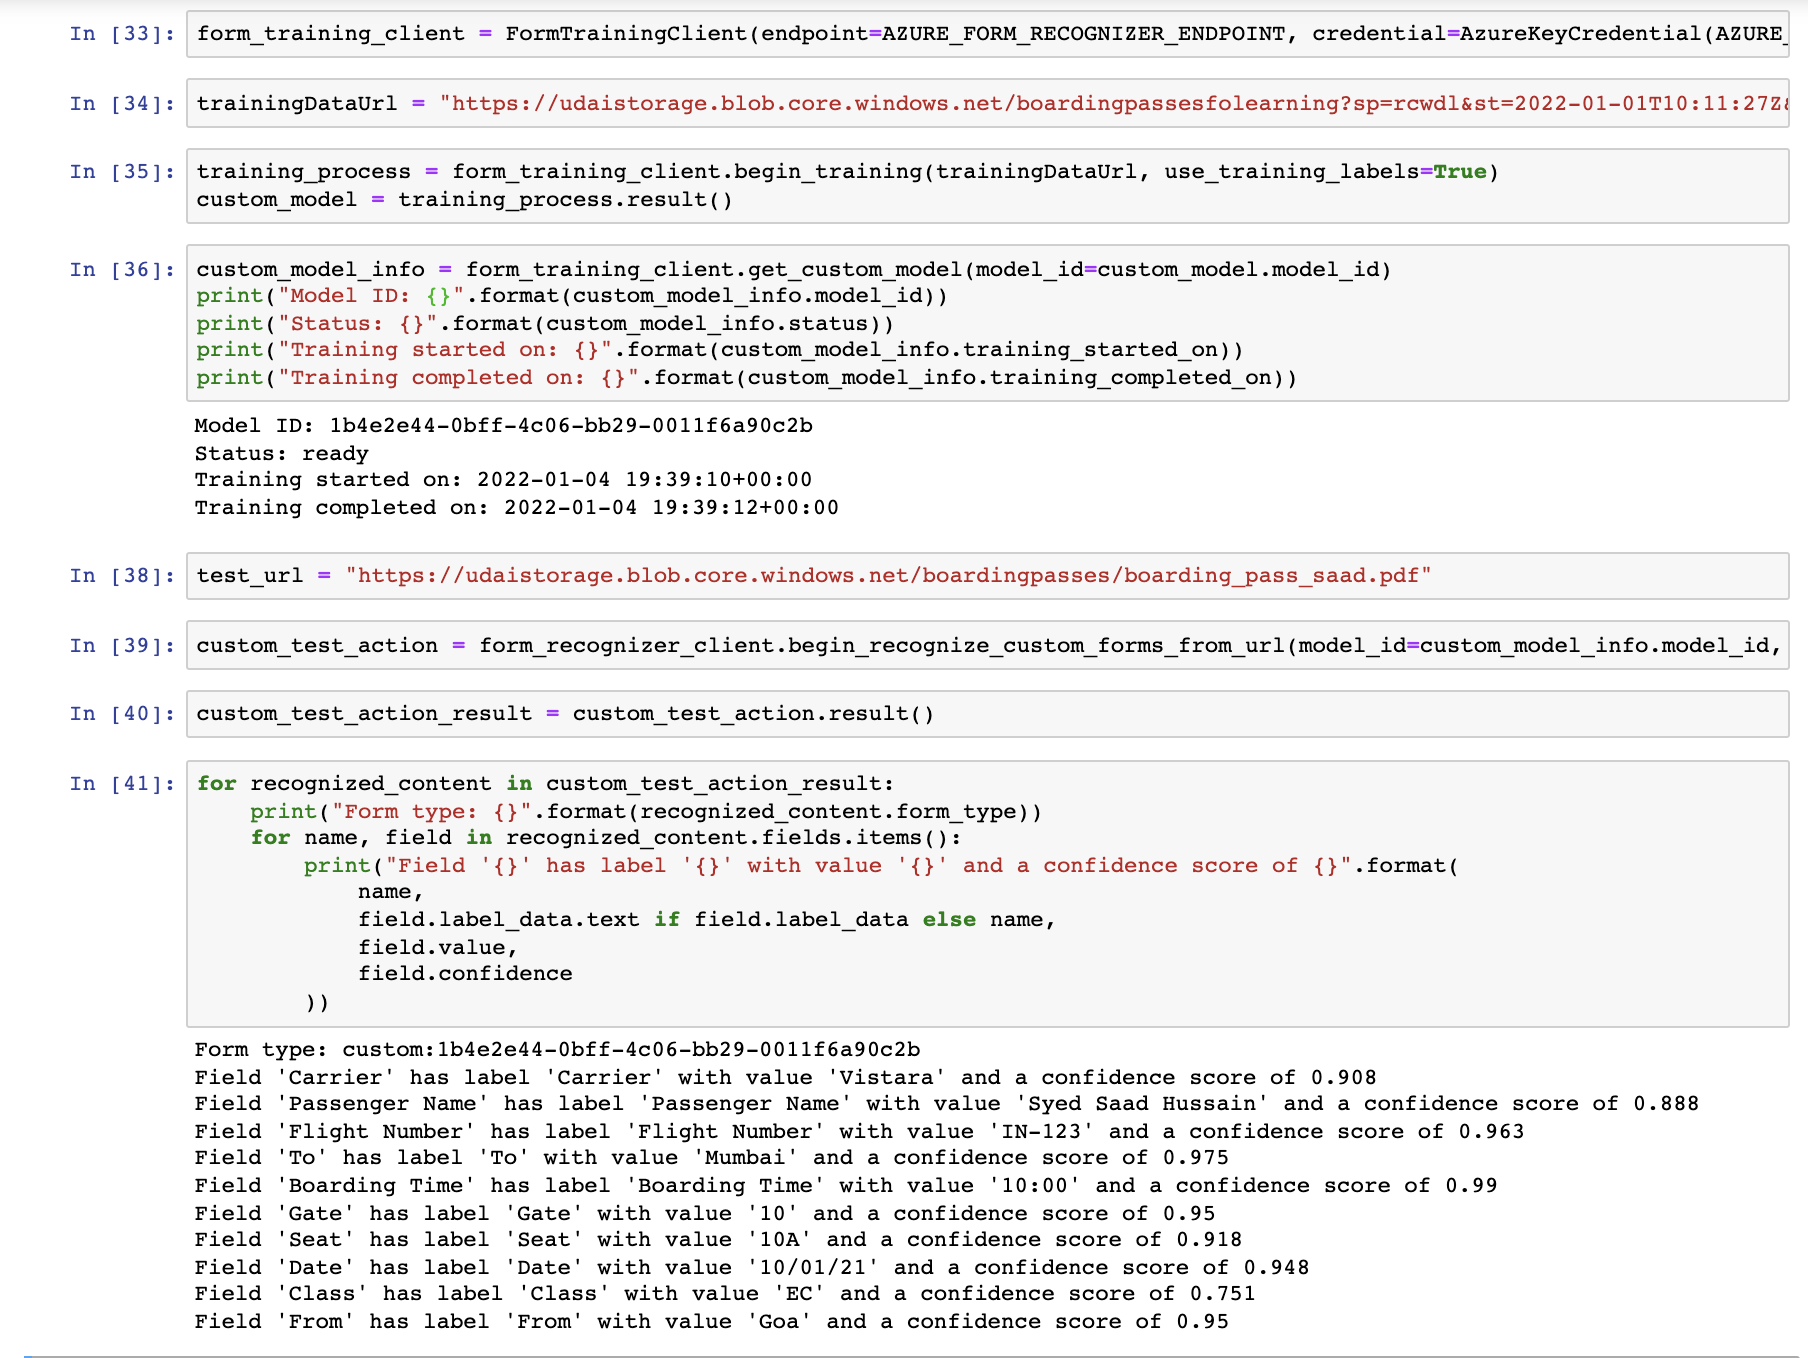 In [33]: form_training_client = FormTrainingClient(endpoint=AZURE_FORM_RECOGNIZER_ENDPOINT, credential=AzureKeyCredential(AZURE_
In [34]: trainingDataUrl = "https://udaistorage.blob.core.windows.net/boardingpassesfolearning?sp=rcwdl&st=2022-01-01T10:11:27Z&
In [35]: training_process = form_training_client.begin_training(trainingDataUrl, use_training_labels=True)
custom_model = training_process.result()
In [36]: custom_model_info = form_training_client.get_custom_model(model_id=custom_model.model_id)
print("Model ID: {}".format(custom_model_info.model_id))
print("Status: {}".format(custom_model_info.status))
print("Training started on: {}".format(custom_model_info.training_started_on))
print("Training completed on: {}".format(custom_model_info.training_completed_on))
Model ID: 1b4e2e44-0bff-4c06-bb29-0011f6a90c2b
Status: ready
Training started on: 2022-01-04 19:39:10+00:00
Training completed on: 2022-01-04 19:39:12+00:00
In [38]: test_url = "https://udaistorage.blob.core.windows.net/boardingpasses/boarding_pass_saad.pdf"
In [39]: custom_test_action = form_recognizer_client.begin_recognize_custom_forms_from_url(model_id=custom_model_info.model_id,
In [40]: custom_test_action_result = custom_test_action.result()
In [41]: for recognized_content in custom_test_action_result:
    print("Form type: {}".format(recognized_content.form_type))
    for name, field in recognized_content.fields.items():
        print("Field '{}' has label '{}' with value '{}' and a confidence score of {}".format(
            name,
            field.label_data.text if field.label_data else name,
            field.value,
            field.confidence
        ))
Form type: custom:1b4e2e44-0bff-4c06-bb29-0011f6a90c2b
Field 'Carrier' has label 'Carrier' with value 'Vistara' and a confidence score of 0.908
Field 'Passenger Name' has label 'Passenger Name' with value 'Syed Saad Hussain' and a confidence score of 0.888
Field 'Flight Number' has label 'Flight Number' with value 'IN-123' and a confidence score of 0.963
Field 'To' has label 'To' with value 'Mumbai' and a confidence score of 0.975
Field 'Boarding Time' has label 'Boarding Time' with value '10:00' and a confidence score of 0.99
Field 'Gate' has label 'Gate' with value '10' and a confidence score of 0.95
Field 'Seat' has label 'Seat' with value '10A' and a confidence score of 0.918
Field 'Date' has label 'Date' with value '10/01/21' and a confidence score of 0.948
Field 'Class' has label 'Class' with value 'EC' and a confidence score of 0.751
Field 'From' has label 'From' with value 'Goa' and a confidence score of 0.95